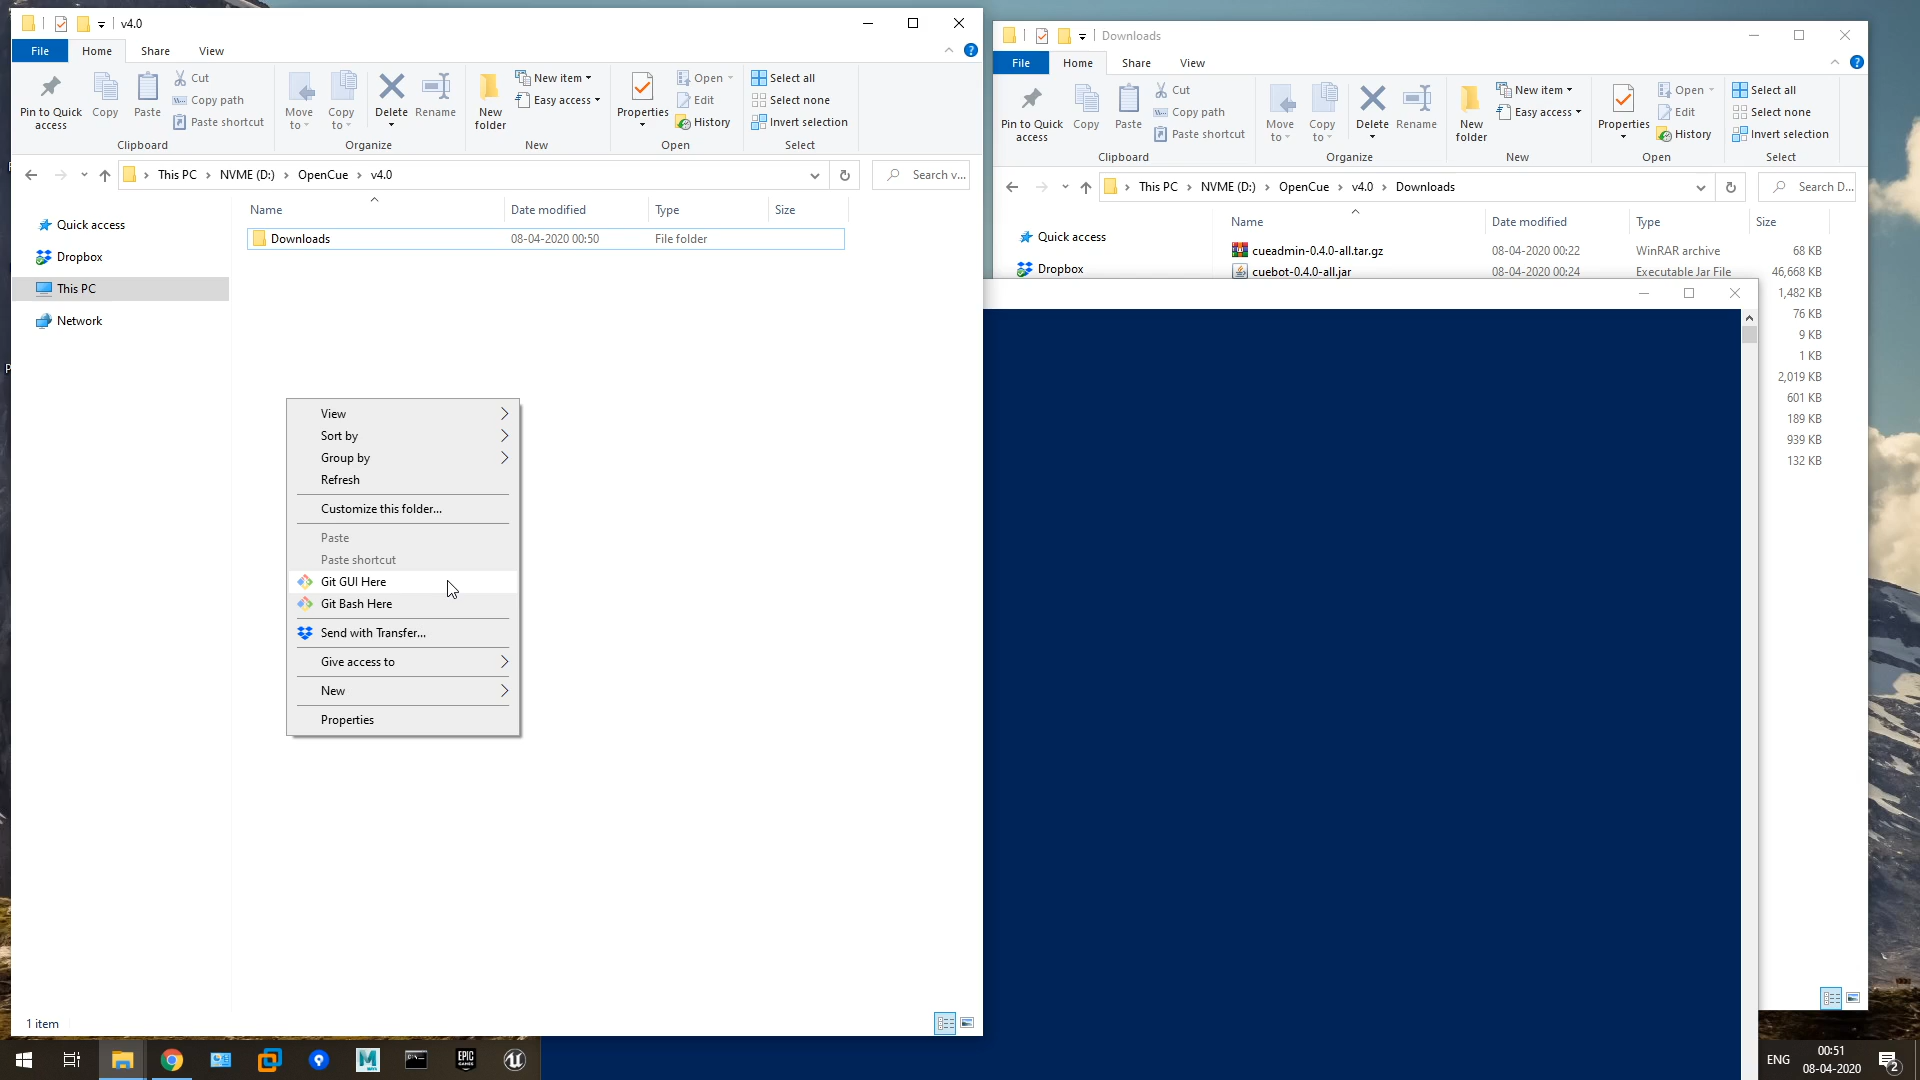 v4.0
File Home Share View
Pin to Quick access
Copy
Paste
Cut
Copy path
Paste shortcut
Clipboard
Move to
Copy to
Delete
Rename
Organize
New folder
New item
Easy access
New
Properties
Open
Edit
History
Open
Select all
Select none
Invert selection
Select
This PC NVME (D:) OpenCue v4.0
Search v...
Quick access
Dropbox
This PC
Network
Name Date modified Type Size
Downloads 08-04-2020 00:50 File folder
View
Sort by
Group by
Refresh
Customize this folder...
Paste
Paste shortcut
Git GUI Here
Git Bash Here
Send with Transfer...
Give access to
New
Properties
1 item
Downloads
File Home Share View
Pin to Quick access
Copy
Paste
Cut
Copy path
Paste shortcut
Clipboard
Move to
Copy to
Delete
Rename
Organize
New folder
New item
Easy access
New
Properties
Open
Edit
History
Open
Select all
Select none
Invert selection
Select
This PC NVME (D:) OpenCue v4.0 Downloads
Search D...
Quick access
Dropbox
Name Date modified Type Size
cueadmin-0.4.0-all.tar.gz 08-04-2020 00:22 WinRAR archive 68 KB
cuebot-0.4.0-all.jar 08-04-2020 00:24 Executable Jar File 46,668 KB
1,482 KB
76 KB
9 KB
1 KB
2,019 KB
601 KB
189 KB
939 KB
132 KB
EPIC GAMES
ENG
00:51
08-04-2020
2